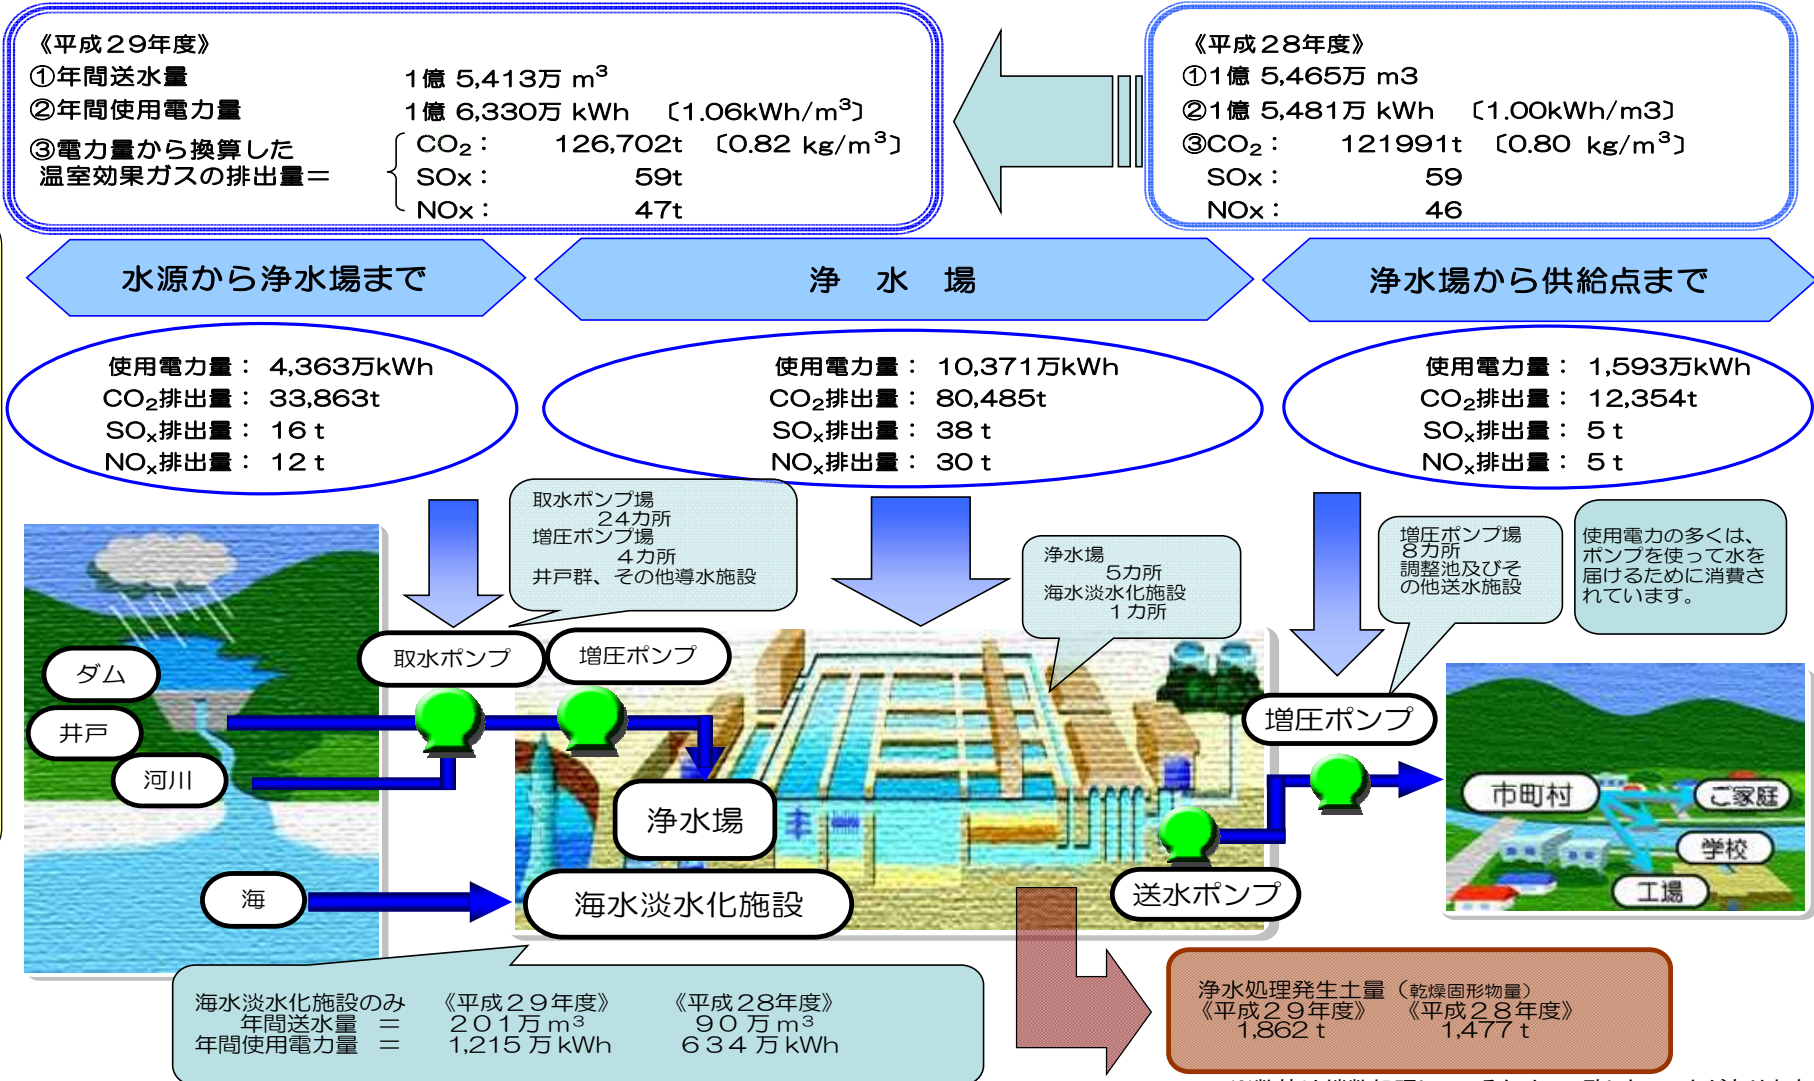 《平成29年度》
①年間送水量 1億 5,413万 m³
②年間使用電力量 1億 6,330万 kWh 〔1.06kWh/m³〕
③電力量から換算した
温室効果ガスの排出量＝
CO₂： 126,702t 〔0.82 kg/m³〕
SOx： 59t
NOx： 47t
《平成28年度》
①1億 5,465万 m3
②1億 5,481万 kWh 〔1.00kWh/m3〕
③CO₂： 121991t 〔0.80 kg/m³〕
SOx： 59
NOx： 46
水源から浄水場まで
浄 水 場
浄水場から供給点まで
使用電力量： 4,363万kWh
CO₂排出量： 33,863t
SOₓ排出量： 16 t
NOₓ排出量： 12 t
使用電力量： 10,371万kWh
CO₂排出量： 80,485t
SOₓ排出量： 38 t
NOₓ排出量： 30 t
使用電力量： 1,593万kWh
CO₂排出量： 12,354t
SOₓ排出量： 5 t
NOₓ排出量： 5 t
取水ポンプ場
24カ所
増圧ポンプ場
4カ所
井戸群、その他導水施設
浄水場
5カ所
海水淡水化施設
1カ所
増圧ポンプ場
8カ所
調整池及びそ
の他送水施設
使用電力の多くは、
ポンプを使って水を
届けるために消費さ
れています。
ダム
井戸
河川
海
取水ポンプ
増圧ポンプ
浄水場
海水淡水化施設
送水ポンプ
増圧ポンプ
市町村
ご家庭
学校
工場
海水淡水化施設のみ 《平成29年度》 《平成28年度》
年間送水量 ＝ 201万 m³ 90 万 m³
年間使用電力量 ＝ 1,215 万 kWh 634 万 kWh
浄水処理発生土量（乾燥固形物量）
《平成29年度》 《平成28年度》
1,862 t 1,477 t